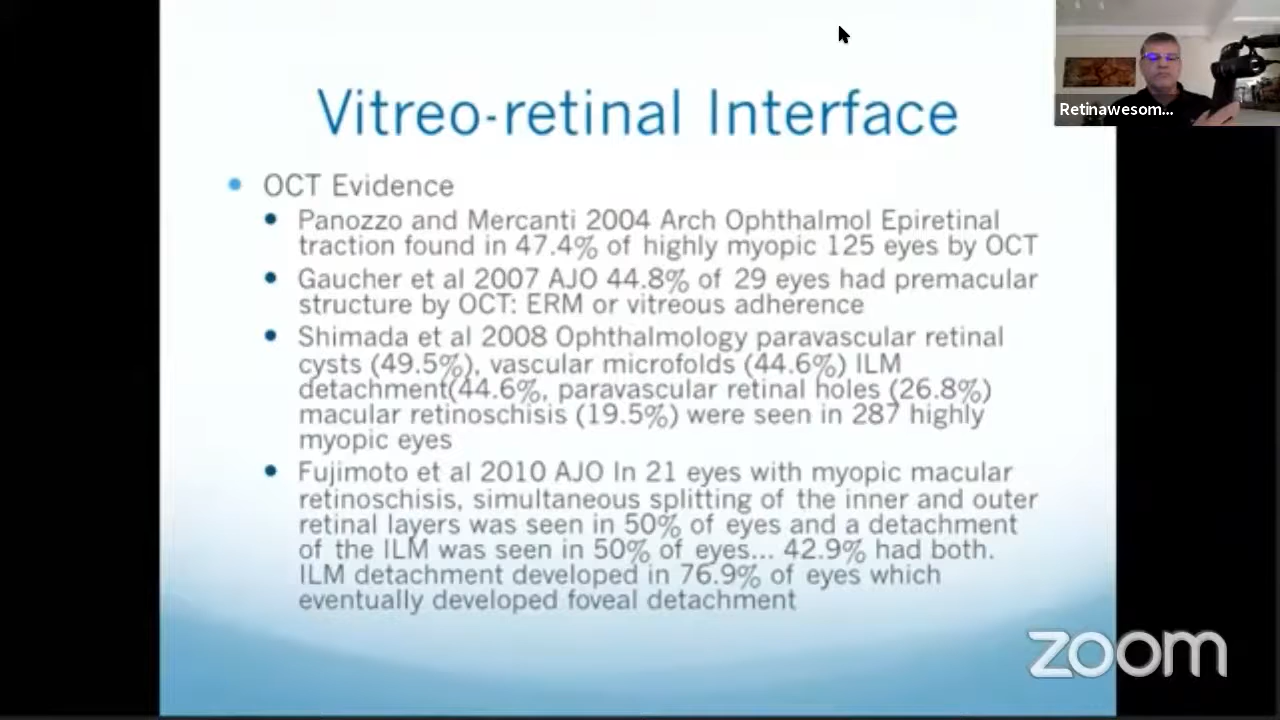 Vitreo-retinal Interface
Retinawesom...
OCT Evidence
Panozzo and Mercanti 2004 Arch Ophthalmol Epiretinal
traction found in 47.4% of highly myopic 125 eyes by OCT
Gaucher et al 2007 AJO 44.8% of 29 eyes had premacular
structure by OCT: ERM or vitreous adherence
Shimada et al 2008 Ophthalmology paravascular retinal
cysts (49.5%), vascular microfolds (44.6%) ILM
detachment(44.6%, paravascular retinal holes (26.8%)
macular retinoschisis (19.5%) were seen in 287 highly
myopic eyes
Fujimoto et al 2010 AJO In 21 eyes with myopic macular
retinoschisis, simultaneous splitting of the inner and outer
retinal layers was seen in 50% of eyes and a detachment
of the ILM was seen in 50% of eyes... 42.9% had both.
ILM detachment developed in 76.9% of eyes which
eventually developed foveal detachment
zoom